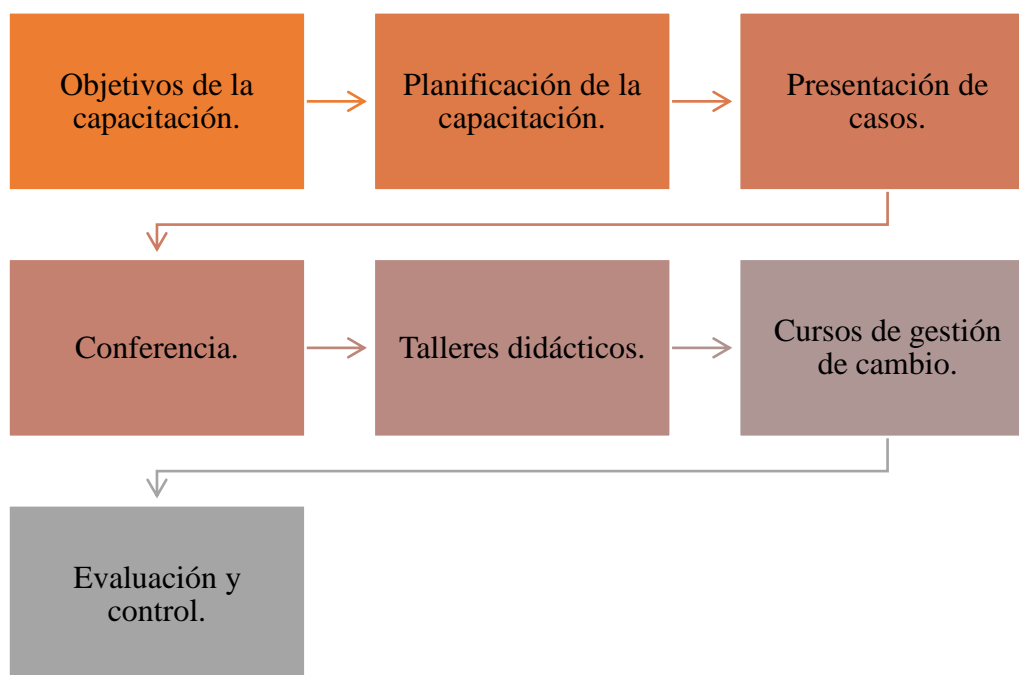 Objetivos de la
capacitación.
Planificación de la
capacitación.
Presentación de
casos.
Conferencia.
Talleres didácticos.
Cursos de gestión
de cambio.
Evaluación y
control.